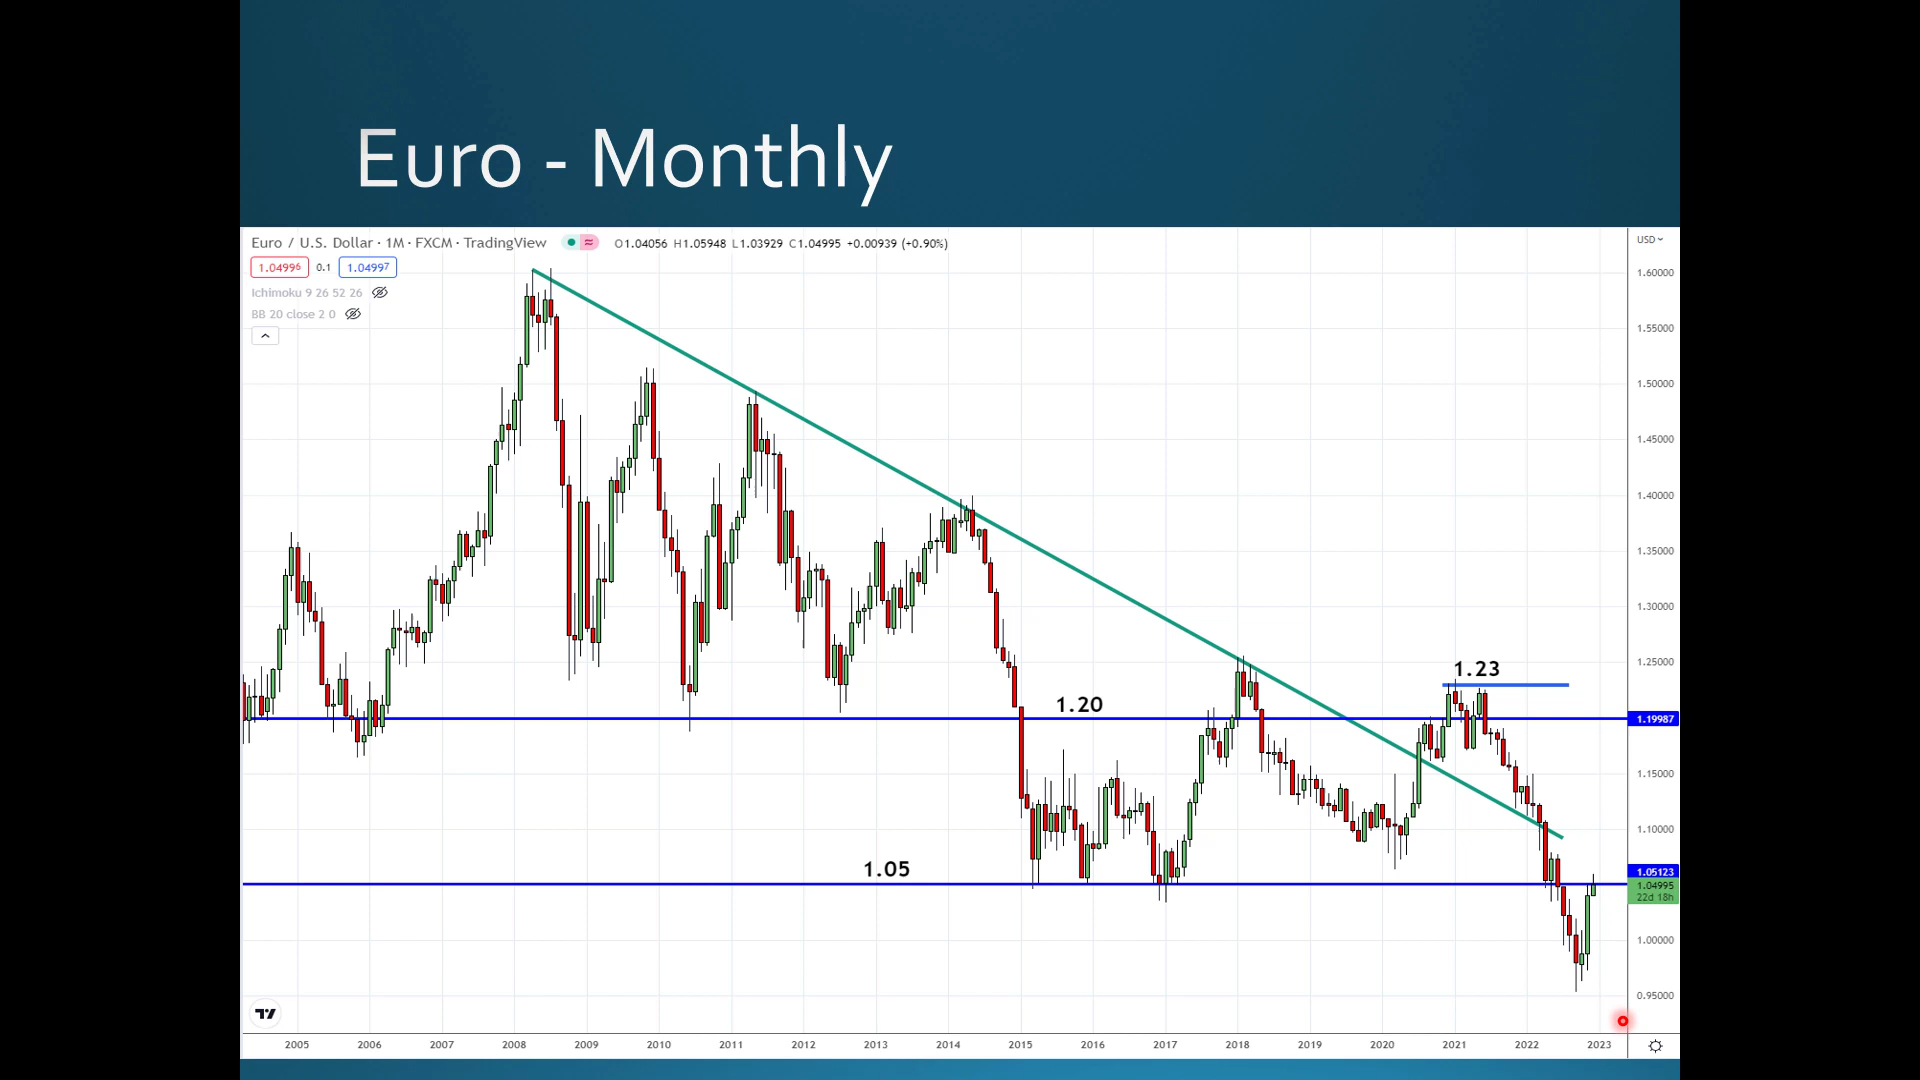 Euro - Monthly
Euro / U.S. Dollar · 1M · FXCM · TradingView O1.04056 H1.05948 L1.03929 C1.04995 +0.00939 (+0.90%)
USD
1.04996 0.1 1.04997
1.60000
Ichimoku 9 26 52 26
BB 20 close 2 0
1.55000
1.50000
1.45000
1.40000
1.35000
1.30000
1.25000
1.23
1.20
1.19987
1.15000
1.10000
1.05
1.05123
1.04995
22d 18h
1.00000
0.95000
2005 2006 2007 2008 2009 2010 2011 2012 2013 2014 2015 2016 2017 2018 2019 2020 2021 2022 2023